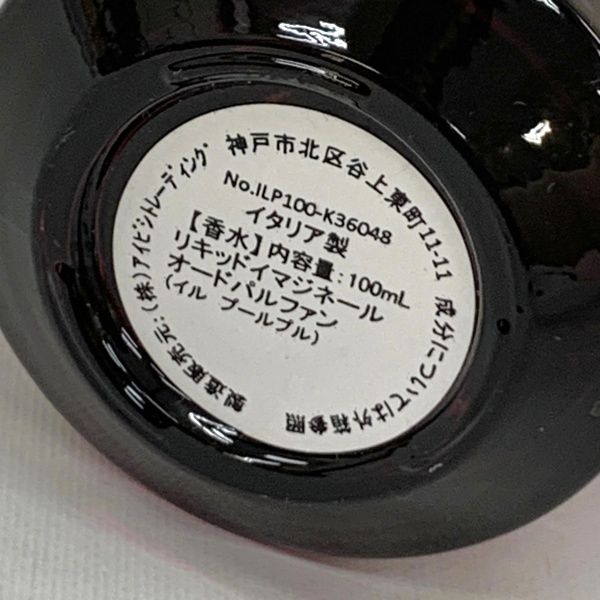 製造販売元:(株)アイビシトレーディング 神戸市北区谷上東町11-11 成分については外箱参照
No.ILP100-K36048
イタリア製
【香水】内容量:100mL
リキッドイマジネール
オードパルファン
(イル プールプル)